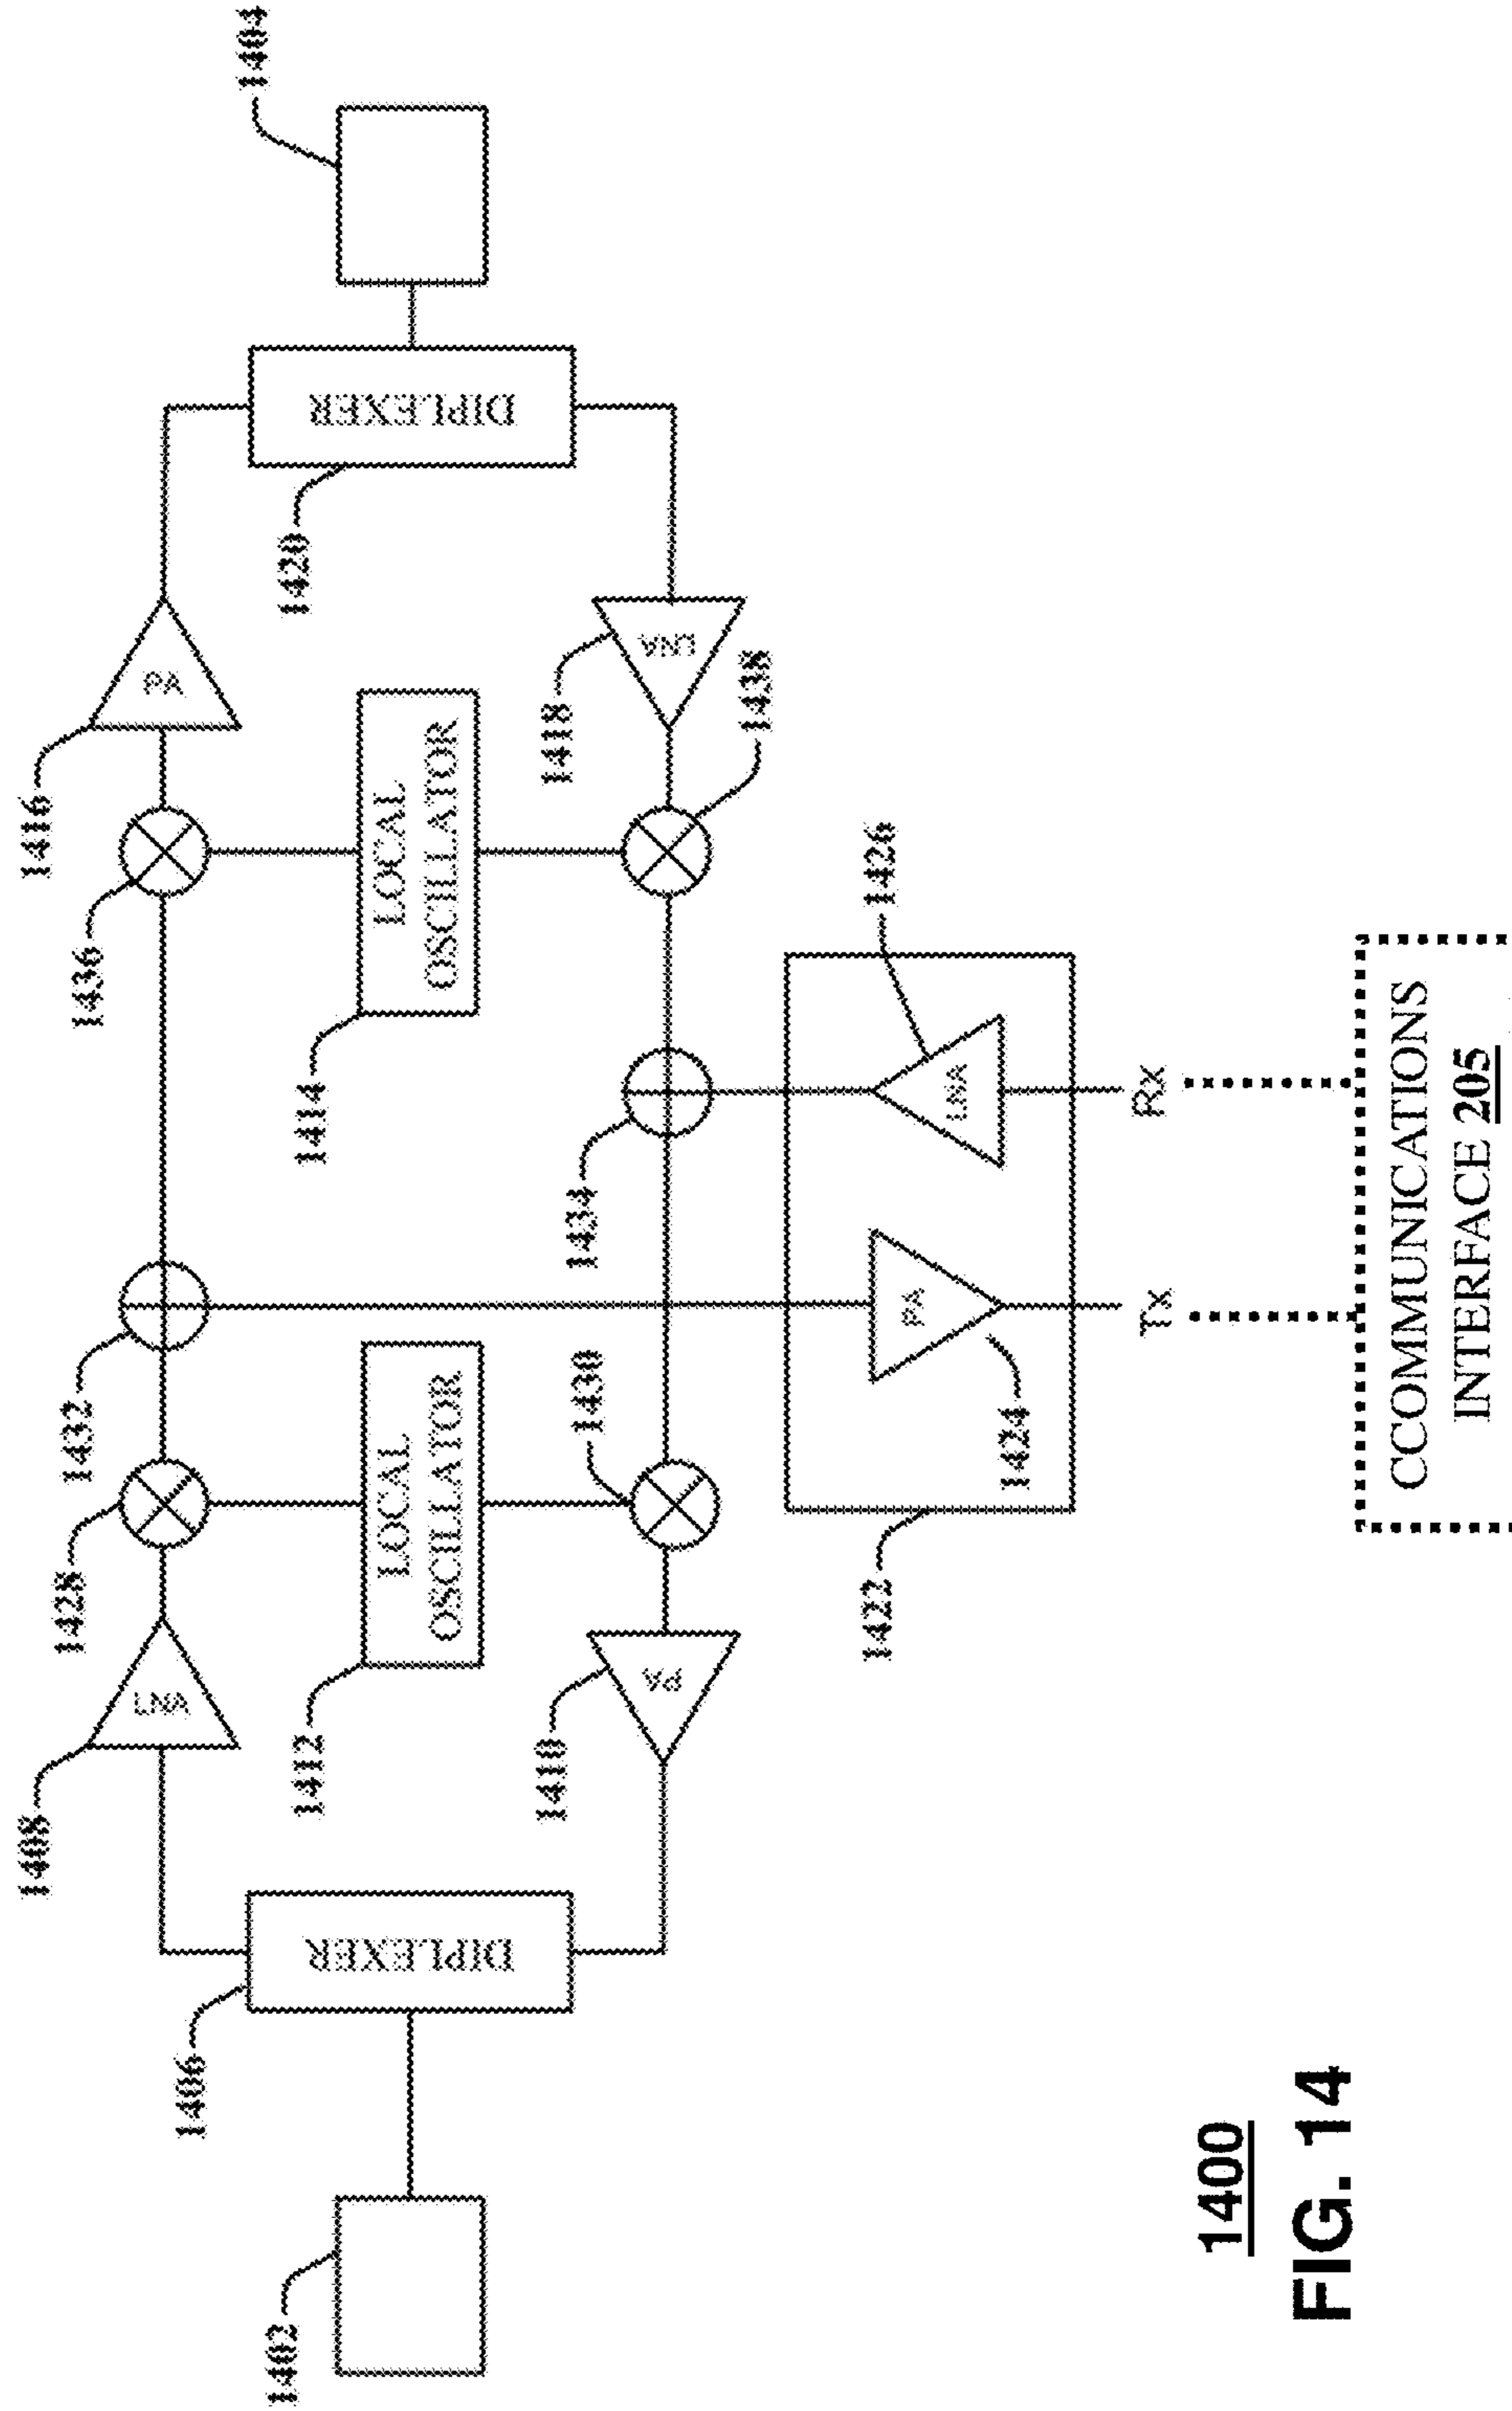 1404
1416
PA
DIPLEXER
1420
1436
LOCAL
OSCILLATOR
1414
1418
LNA
1438
1432
1434
1426
LNA
Rx
1428
LOCAL
OSCILLATOR
1412
1430
PA
1424
Tx
1422
CCOMMUNICATIONS
INTERFACE 205
1408
LNA
1410
PA
DIPLEXER
1406
1402
1400
FIG. 14